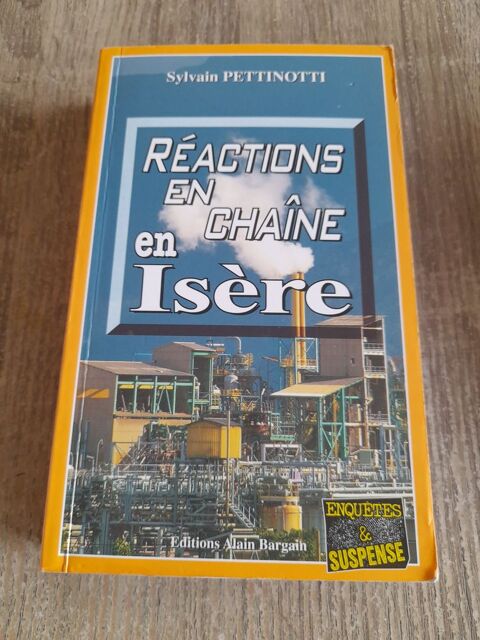 Sylvain PETTINOTTI
RÉACTIONS
EN
CHAÎNE
en
Isère
Editions Alain Bargain
ENQUÊTES
&
SUSPENSE